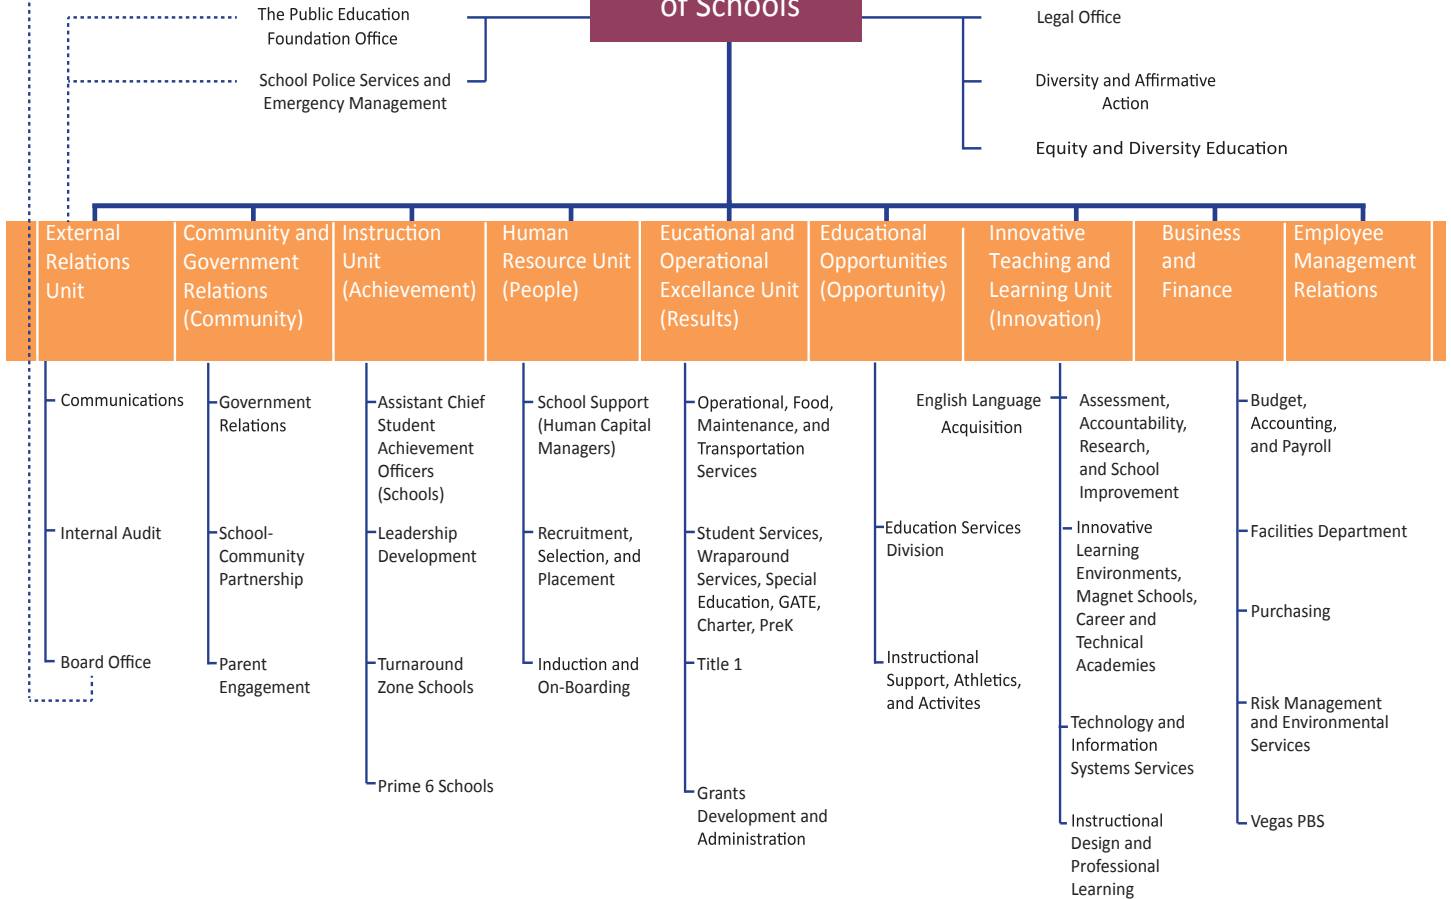 of Schools
The Public Education
Foundation Office
School Police Services and
Emergency Management
Legal Office
Diversity and Affirmative
Action
Equity and Diversity Education
External
Relations
Unit
Community and
Government
Relations
(Community)
Instruction
Unit
(Achievement)
Human
Resource Unit
(People)
Eucational and
Operational
Excellance Unit
(Results)
Educational
Opportunities
(Opportunity)
Innovative
Teaching and
Learning Unit
(Innovation)
Business
and
Finance
Employee
Management
Relations
Communications
Internal Audit
Board Office
Government
Relations
School-
Community
Partnership
Parent
Engagement
Assistant Chief
Student
Achievement
Officers
(Schools)
Leadership
Development
Turnaround
Zone Schools
Prime 6 Schools
School Support
(Human Capital
Managers)
Recruitment,
Selection, and
Placement
Induction and
On-Boarding
Operational, Food,
Maintenance, and
Transportation
Services
Student Services,
Wraparound
Services, Special
Education, GATE,
Charter, PreK
Title 1
Grants
Development and
Administration
English Language
Acquisition
Education Services
Division
Instructional
Support, Athletics,
and Activites
Assessment,
Accountability,
Research,
and School
Improvement
Innovative
Learning
Environments,
Magnet Schools,
Career and
Technical
Academies
Technology and
Information
Systems Services
Instructional
Design and
Professional
Learning
Budget,
Accounting,
and Payroll
Facilities Department
Purchasing
Risk Management
and Environmental
Services
Vegas PBS